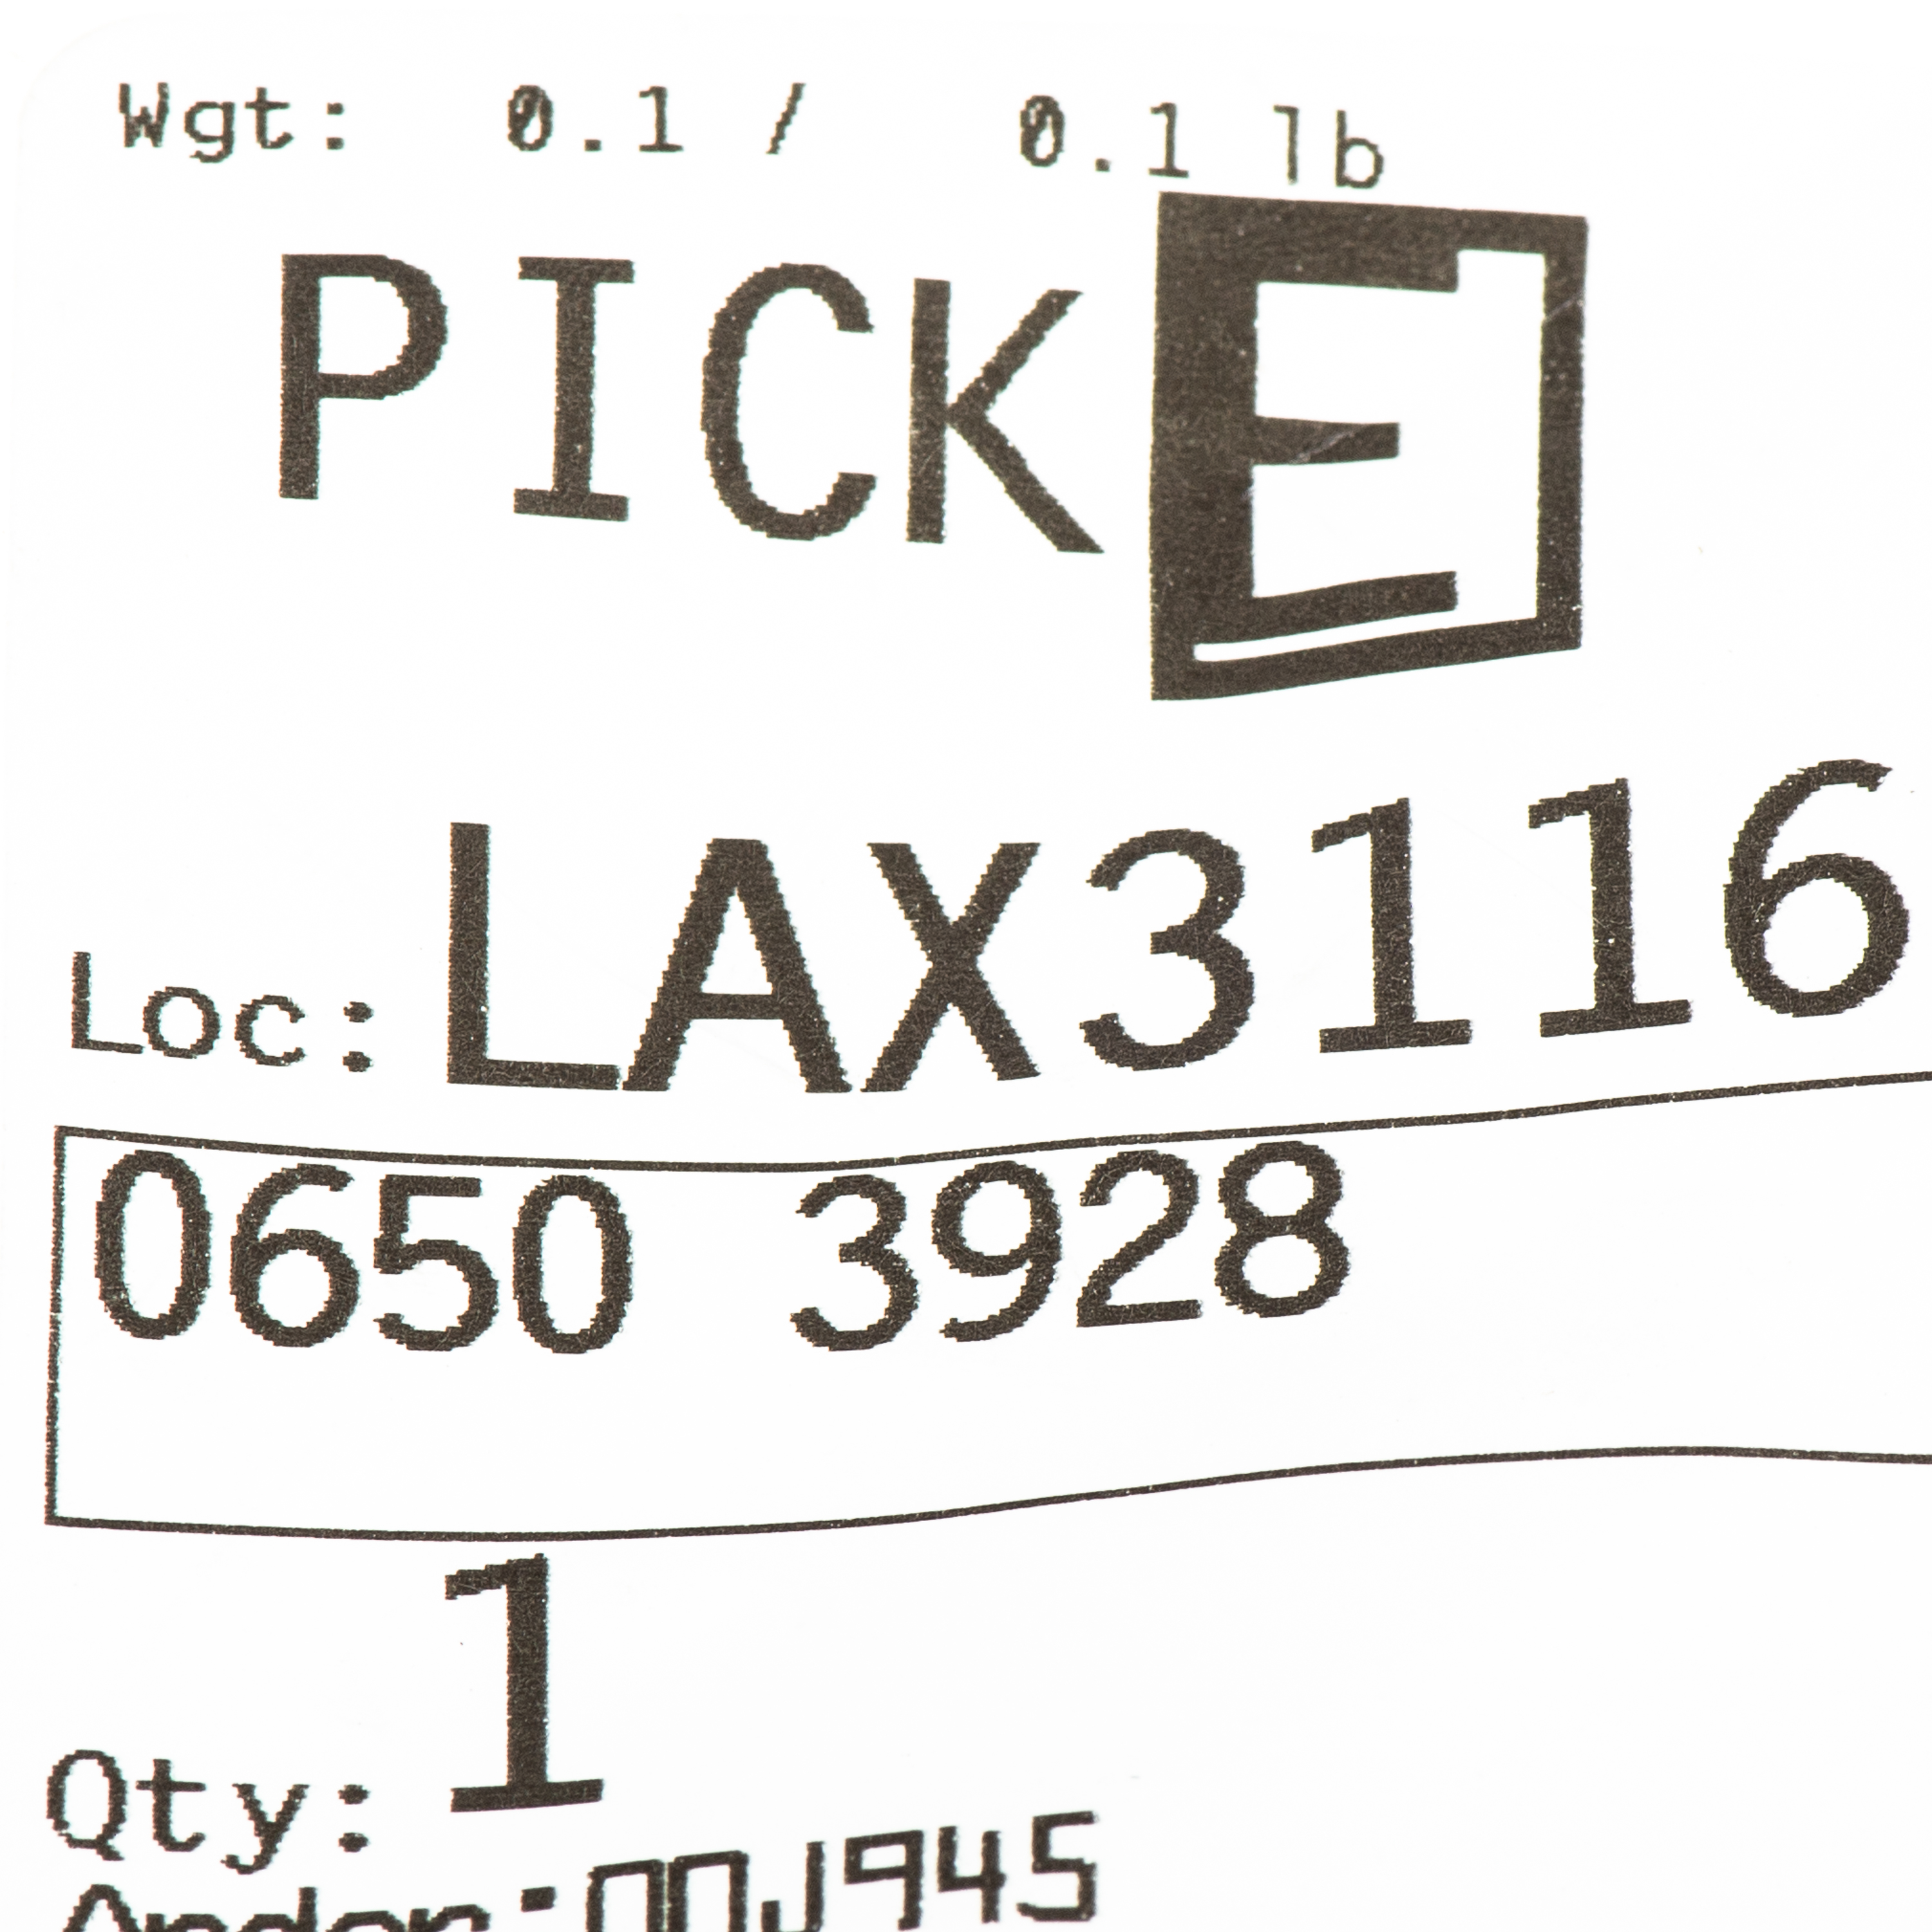 Wgt: 0.1 / 0.1 lb
PICK E
Loc: LAX3116
0650 3928
Qty: 1